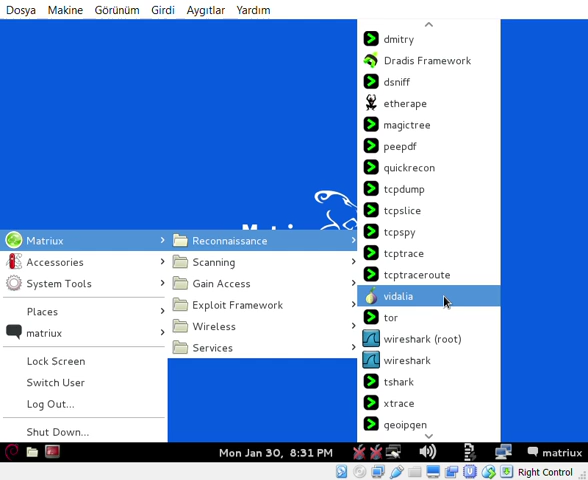 Dosya Makine Görünüm Girdi Aygıtlar Yardım
dmitry
Dradis Framework
dsniff
etherape
magictree
peepdf
quickrecon
tcpdump
tcpslice
tcpspy
tcptrace
tcptraceroute
vidalia
tor
wireshark (root)
wireshark
tshark
xtrace
geoipgen
Matriux
Accessories
System Tools
Places
matriux
Lock Screen
Switch User
Log Out...
Shut Down...
Reconnaissance
Scanning
Gain Access
Exploit Framework
Wireless
Services
Mon Jan 30, 8:31 PM
matriux
Right Control